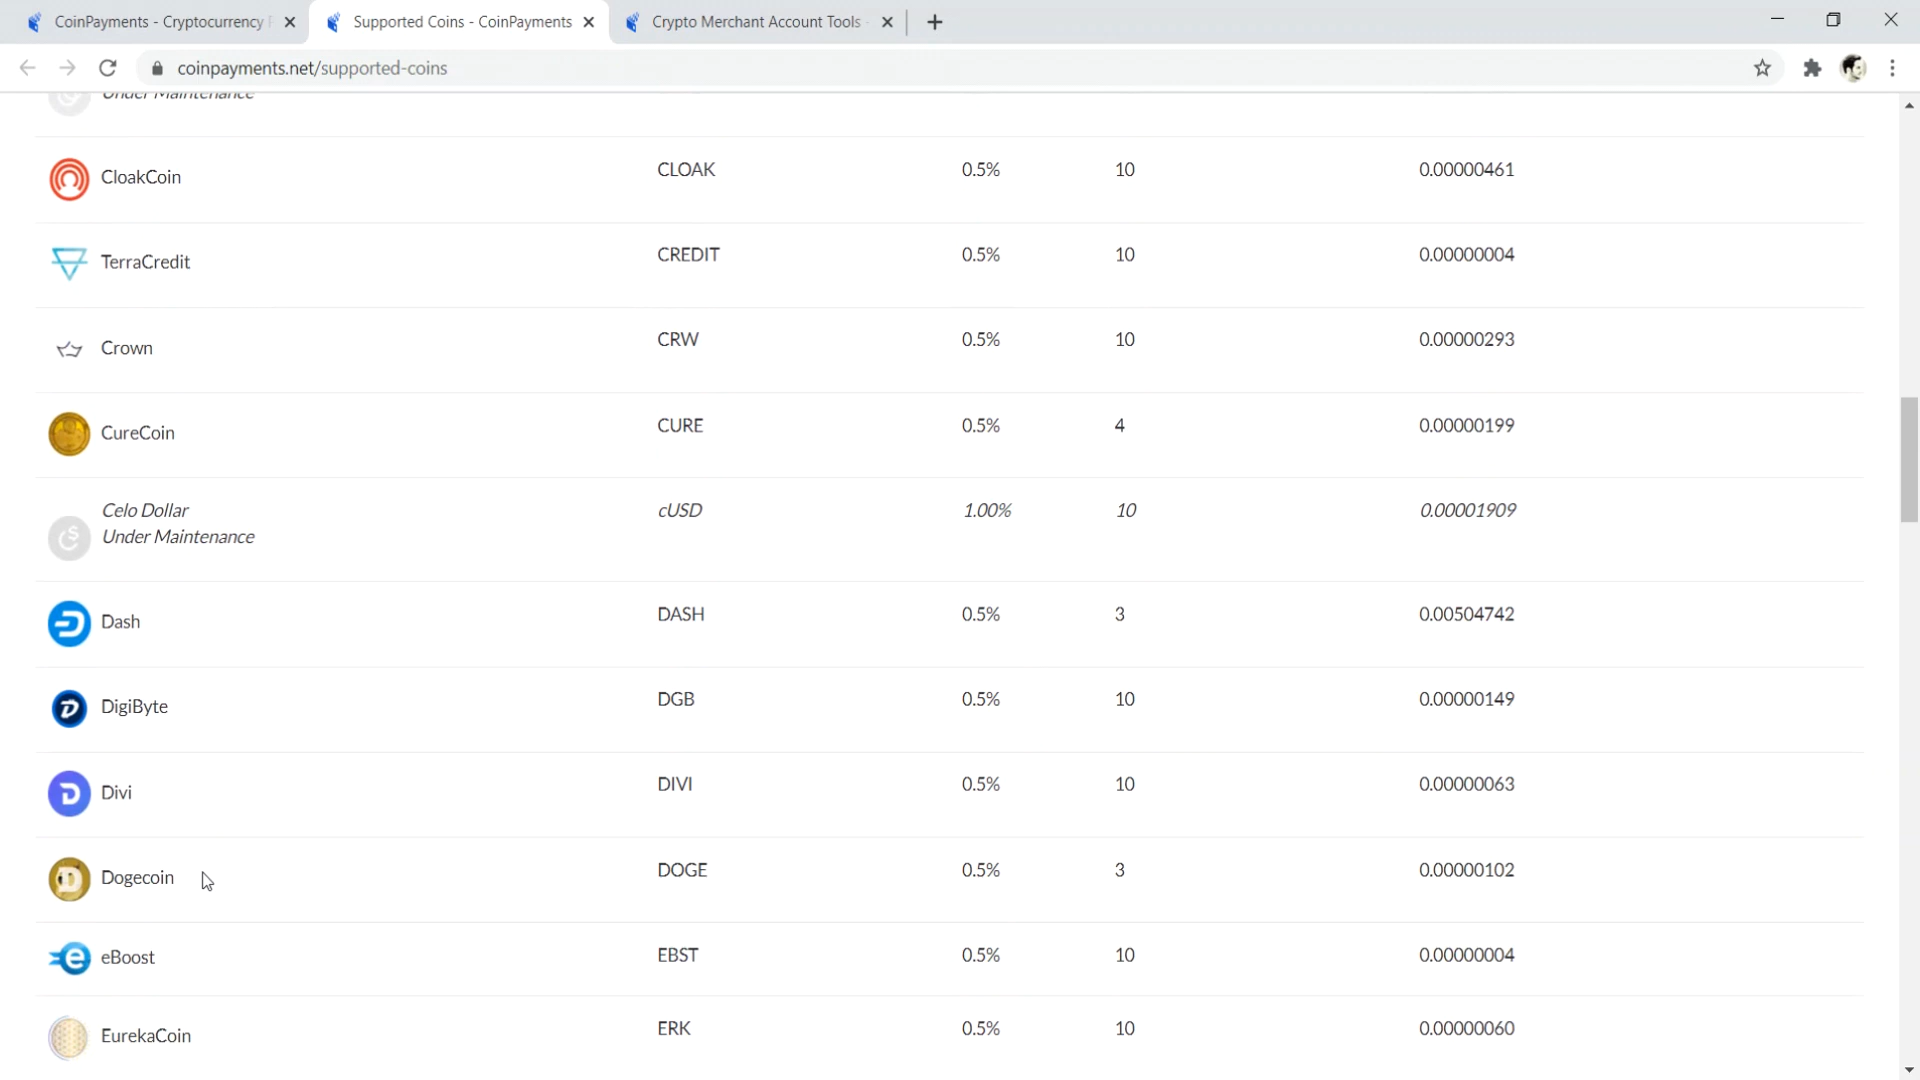 CoinPayments - Cryptocurrency
Supported Coins - CoinPayments
Crypto Merchant Account Tools -
coinpayments.net/supported-coins
Under Maintenance
CloakCoin CLOAK 0.5% 10 0.00000461
TerraCredit CREDIT 0.5% 10 0.00000004
Crown CRW 0.5% 10 0.00000293
CureCoin CURE 0.5% 4 0.00000199
Celo Dollar cUSD 1.00% 10 0.00001909
Under Maintenance
Dash DASH 0.5% 3 0.00504742
DigiByte DGB 0.5% 10 0.00000149
Divi DIVI 0.5% 10 0.00000063
Dogecoin DOGE 0.5% 3 0.00000102
eBoost EBST 0.5% 10 0.00000004
EurekaCoin ERK 0.5% 10 0.00000060